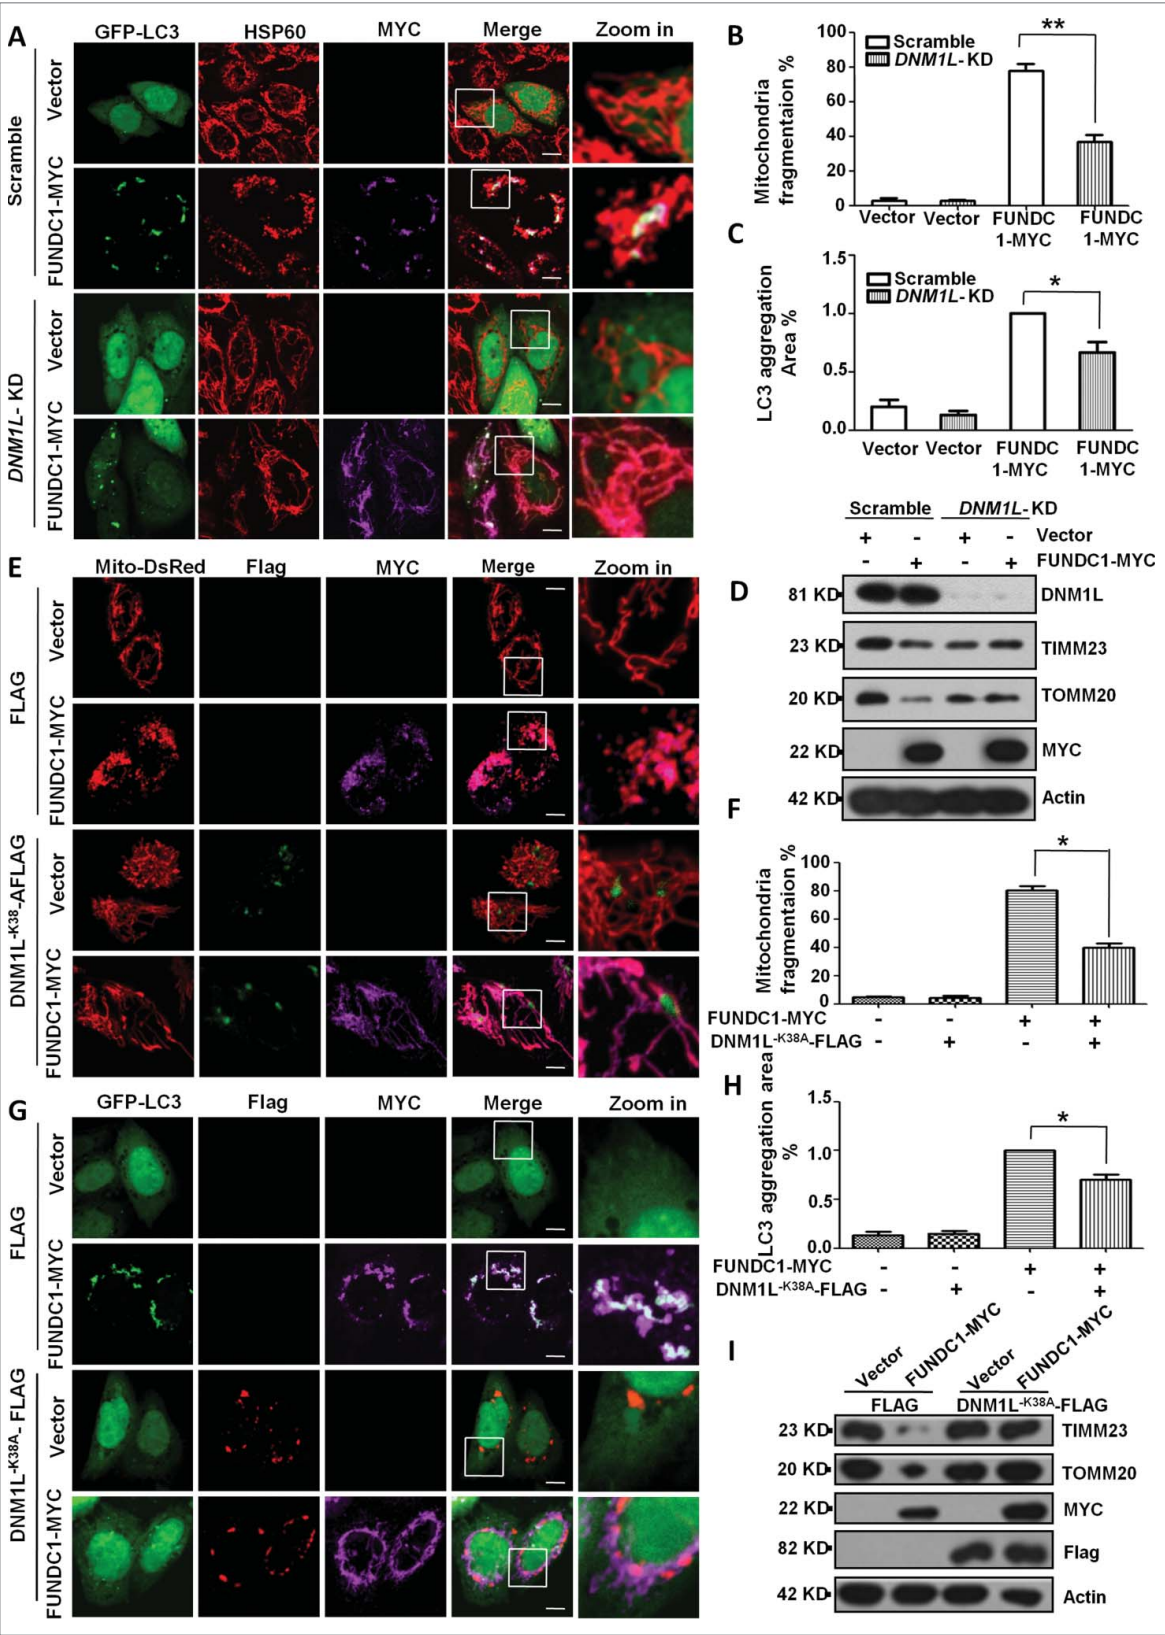 A
GFP-LC3 HSP60 MYC Merge Zoom in
Scramble
Vector
FUNDC1-MYC
DNM1L- KD
Vector
FUNDC1-MYC
B
Mitochondria
fragmentaion %
100
80
60
40
20
0
Scramble
DNM1L- KD
**
Vector Vector FUNDC FUNDC
1-MYC 1-MYC
C
LC3 aggregation
Area %
1.5
1.0
0.5
0.0
Scramble
DNM1L- KD
*
Vector Vector FUNDC FUNDC
1-MYC 1-MYC
D
Scramble DNM1L- KD
+ - + - Vector
- + - + FUNDC1-MYC
81 KD DNM1L
23 KD TIMM23
20 KD TOMM20
22 KD MYC
42 KD Actin
E
Mito-DsRed Flag MYC Merge Zoom in
FLAG
Vector
FUNDC1-MYC
DNM1L-K38-AFLAG
Vector
FUNDC1-MYC
F
Mitochondria
fragmentation %
100
80
60
40
20
0
*
FUNDC1-MYC - - + +
DNM1L-K38A-FLAG - + - +
G
GFP-LC3 Flag MYC Merge Zoom in
FLAG
Vector
FUNDC1-MYC
DNM1L-K38A- FLAG
Vector
FUNDC1-MYC
H
LC3 aggregation area
%
1.5
1.0
0.5
0.0
*
FUNDC1-MYC - - + +
DNM1L-K38A-FLAG - + - +
I
Vector FUNDC1-MYC Vector FUNDC1-MYC
FLAG DNM1L-K38A-FLAG
23 KD TIMM23
20 KD TOMM20
22 KD MYC
82 KD Flag
42 KD Actin